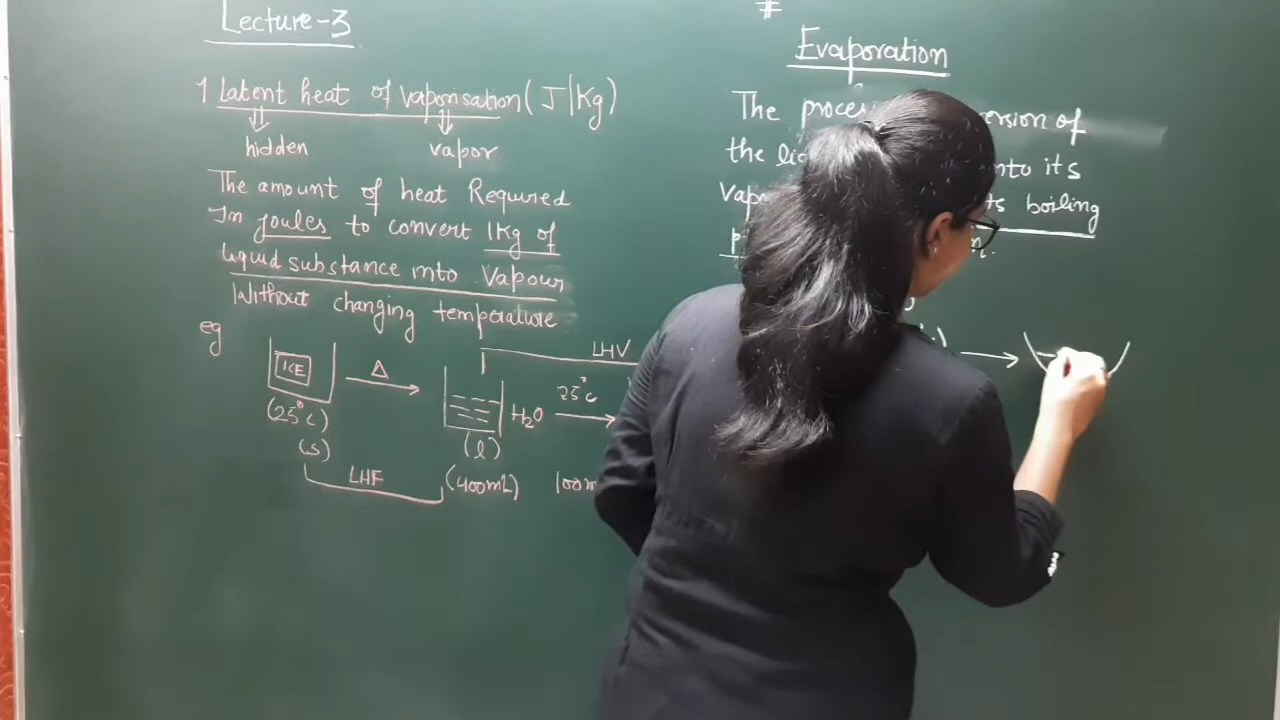 Lecture-3
1 Latent heat of vaporisation (J|Kg)
hidden
vapor
The amount of heat Required
In joules to convert 1Kg of
liquid substance into Vapour
Without changing temperature
eg
ICE
(25°C)
(s)
LHF
Δ
H2O
(l)
(400mL)
LHV
25°C
100m
#
Evaporation
The
of
the
into its
boiling